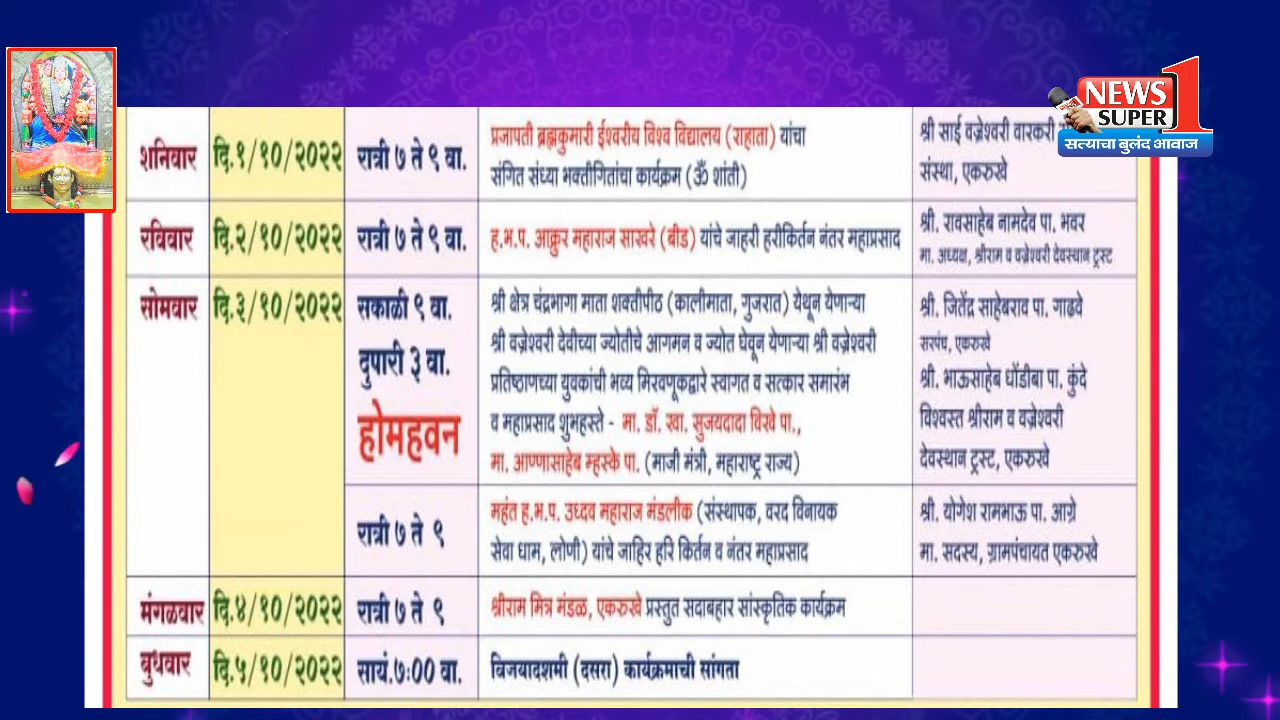 NEWS 1
SUPER
सत्याचा बुलंद आवाज
शनिवार
दि.१/१०/२०२२
रात्री ७ ते ९ वा.
प्रजापती ब्रह्मकुमारी ईश्वरीय विश्व विद्यालय (राहाता) यांचा
संगित संध्या भक्तीगितांचा कार्यक्रम (ॐ शांती)
श्री साई वज्रेश्वरी वारकरी
संस्था, एकरुखे
रविवार
दि.२/१०/२०२२
रात्री ७ ते ९ वा.
ह.भ.प. आक्रुर महाराज साखरे (बीड) यांचे जाहरी हरीकिर्तन नंतर महाप्रसाद
श्री. रावसाहेब नामदेव पा. भवर
मा. अध्यक्ष, श्रीराम व वज्रेश्वरी देवस्थान ट्रस्ट
सोमवार
दि.३/१०/२०२२
सकाळी ९ वा.
दुपारी ३ वा.
होमहवन
श्री क्षेत्र चंद्रभागा माता शक्तीपीठ (कालीमाता, गुजरात) येथून येणाऱ्या
श्री वज्रेश्वरी देवीच्या ज्योतीचे आगमन व ज्योत घेवून येणाऱ्या श्री वज्रेश्वरी
प्रतिष्ठाणच्या युवकांची भव्य मिरवणूकद्वारे स्वागत व सत्कार समारंभ
व महाप्रसाद शुभहस्ते - मा. डॉ. खा. सुजयदादा विखे पा.,
मा. आण्णासाहेब म्हस्के पा. (माजी मंत्री, महाराष्ट्र राज्य)
श्री. जितेंद्र साहेबराव पा. गाढवे
सरपंच, एकरुखे
श्री. भाऊसाहेब धोंडीबा पा. कुंदे
विश्वस्त श्रीराम व वज्रेश्वरी
देवस्थान ट्रस्ट, एकरुखे
रात्री ७ ते ९
महंत ह.भ.प. उध्दव महाराज मंडलीक (संस्थापक, वरद विनायक
सेवा धाम, लोणी) यांचे जाहिर हरि किर्तन व नंतर महाप्रसाद
श्री. योगेश रामभाऊ पा. आग्रे
मा. सदस्य, ग्रामपंचायत एकरुखे
मंगळवार
दि.४/१०/२०२२
रात्री ७ ते ९
श्रीराम मित्र मंडळ, एकरुखे प्रस्तुत सदाबहार सांस्कृतिक कार्यक्रम
बुधवार
दि.५/१०/२०२२
सायं.७:00 वा.
विजयादशमी (दसरा) कार्यक्रमाची सांगता